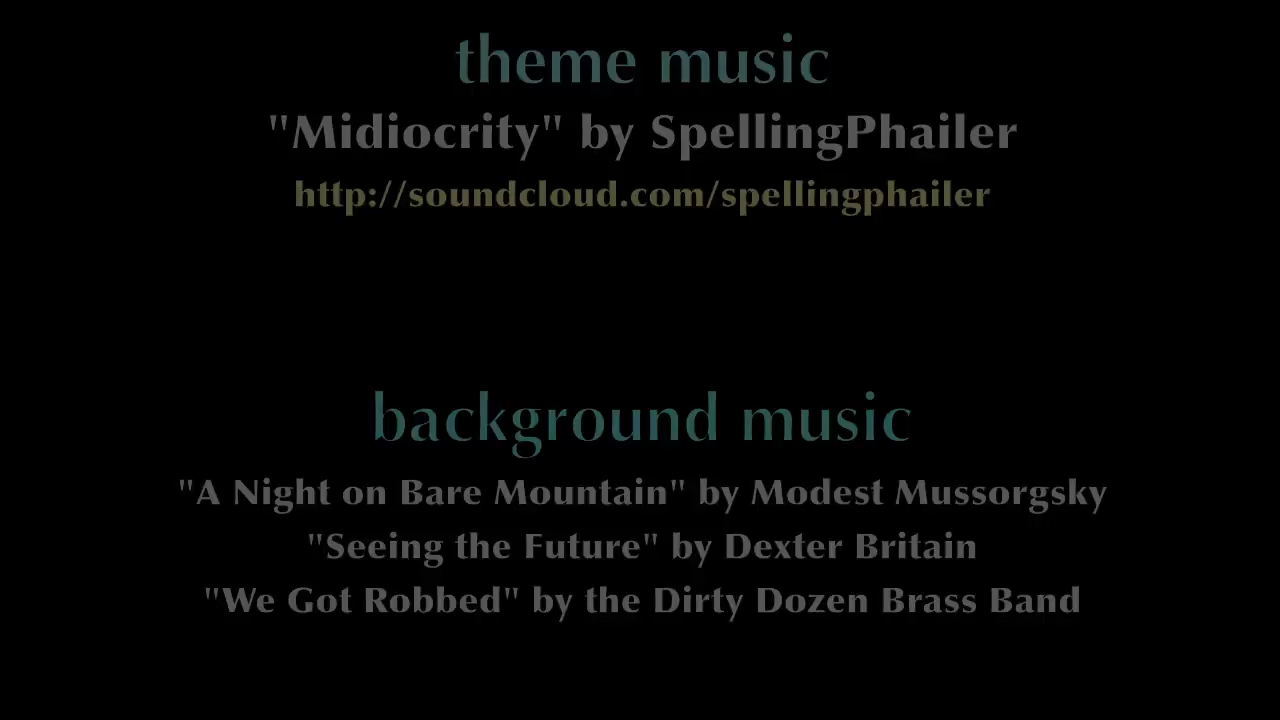 theme music
"Midiocrity" by SpellingPhailer
http://soundcloud.com/spellingphailer
background music
"A Night on Bare Mountain" by Modest Mussorgsky
"Seeing the Future" by Dexter Britain
"We Got Robbed" by the Dirty Dozen Brass Band